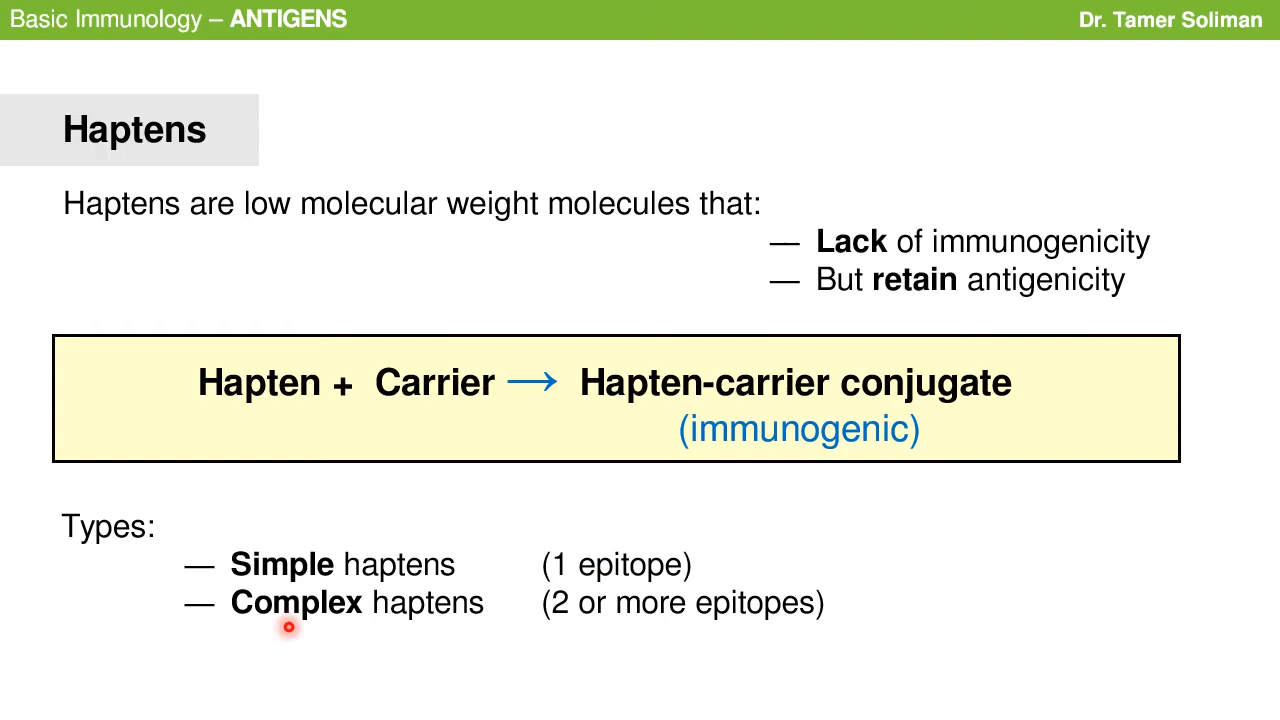 Basic Immunology – ANTIGENS
Dr. Tamer Soliman
Haptens
Haptens are low molecular weight molecules that:
— Lack of immunogenicity
— But retain antigenicity
Hapten + Carrier → Hapten-carrier conjugate
(immunogenic)
Types:
— Simple haptens (1 epitope)
— Complex haptens (2 or more epitopes)